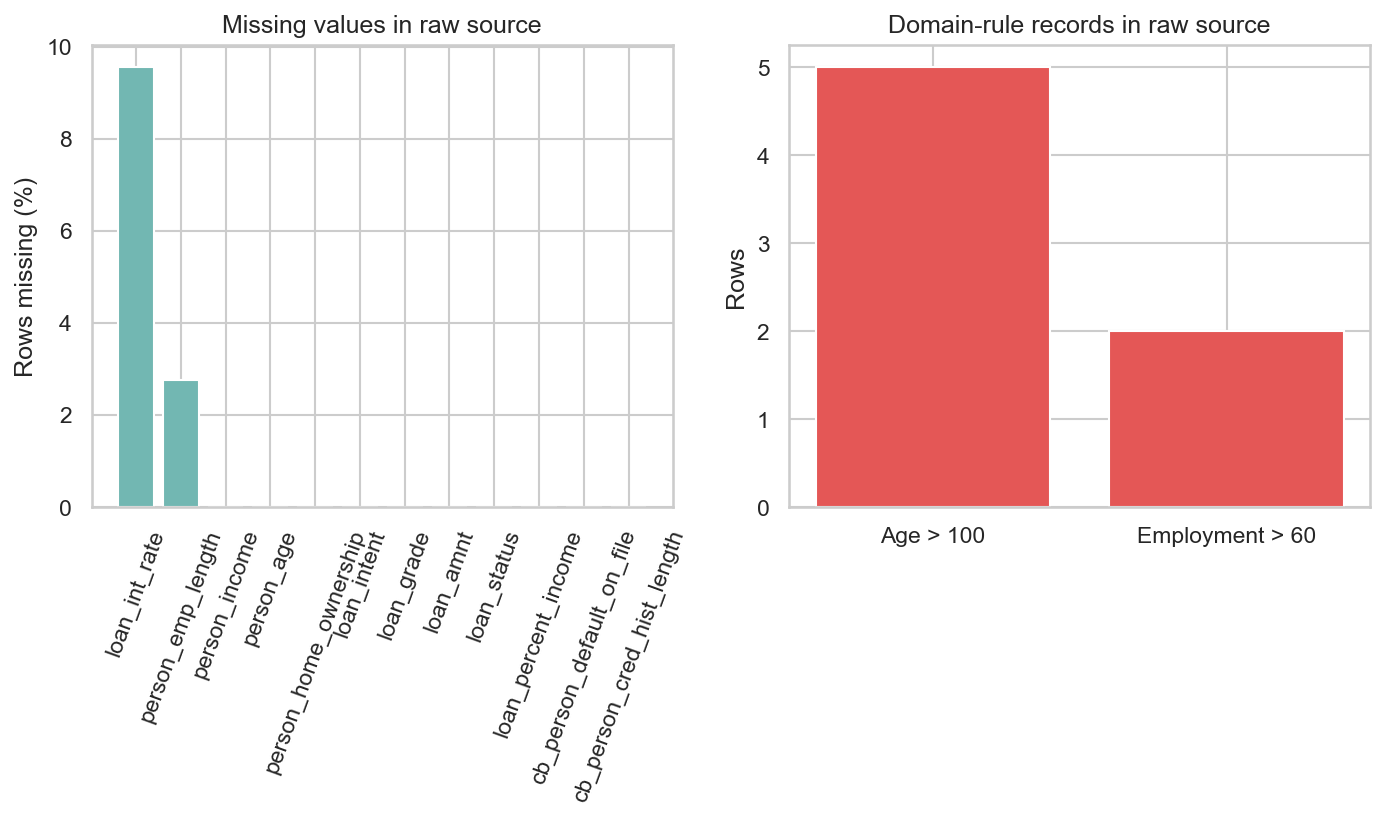 Missing values in raw source
Rows missing (%)
10
8
6
4
2
0
loan_int_rate
person_emp_length
person_income
person_age
person_home_ownership
loan_intent
loan_grade
loan_amnt
loan_status
loan_percent_income
cb_person_default_on_file
cb_person_cred_hist_length
Domain-rule records in raw source
Rows
5
4
3
2
1
0
Age > 100
Employment > 60